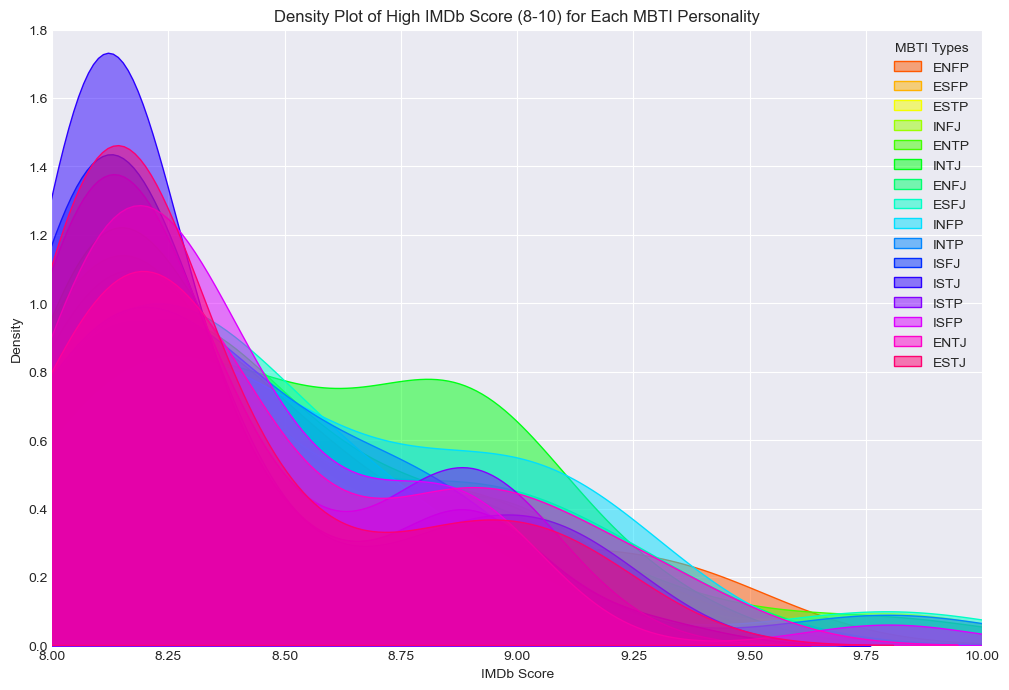 Density Plot of High IMDb Score (8-10) for Each MBTI Personality
1.8
1.6
1.4
1.2
1.0
0.8
0.6
0.4
0.2
0.0
Density
MBTI Types
ENFP
ESFP
ESTP
INFJ
ENTP
INTJ
ENFJ
ESFJ
INFP
INTP
ISFJ
ISTJ
ISTP
ISFP
ENTJ
ESTJ
8.00 8.25 8.50 8.75 9.00 9.25 9.50 9.75 10.00
IMDb Score